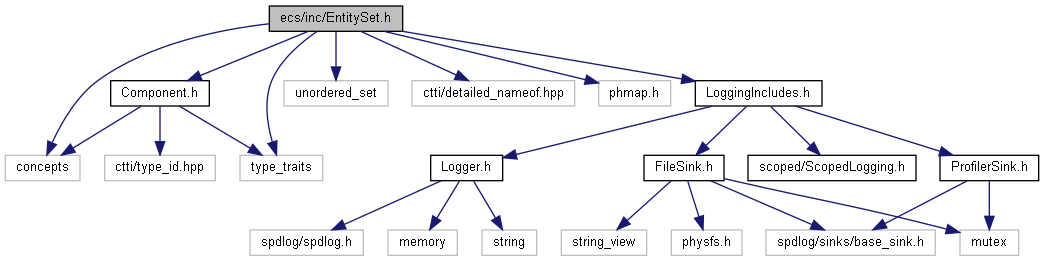 ecs/inc/EntitySet.h
Component.h
unordered_set
ctti/detailed_nameof.hpp
phmap.h
LoggingIncludes.h
concepts
ctti/type_id.hpp
type_traits
Logger.h
FileSink.h
scoped/ScopedLogging.h
ProfilerSink.h
spdlog/spdlog.h
memory
string
string_view
physfs.h
spdlog/sinks/base_sink.h
mutex